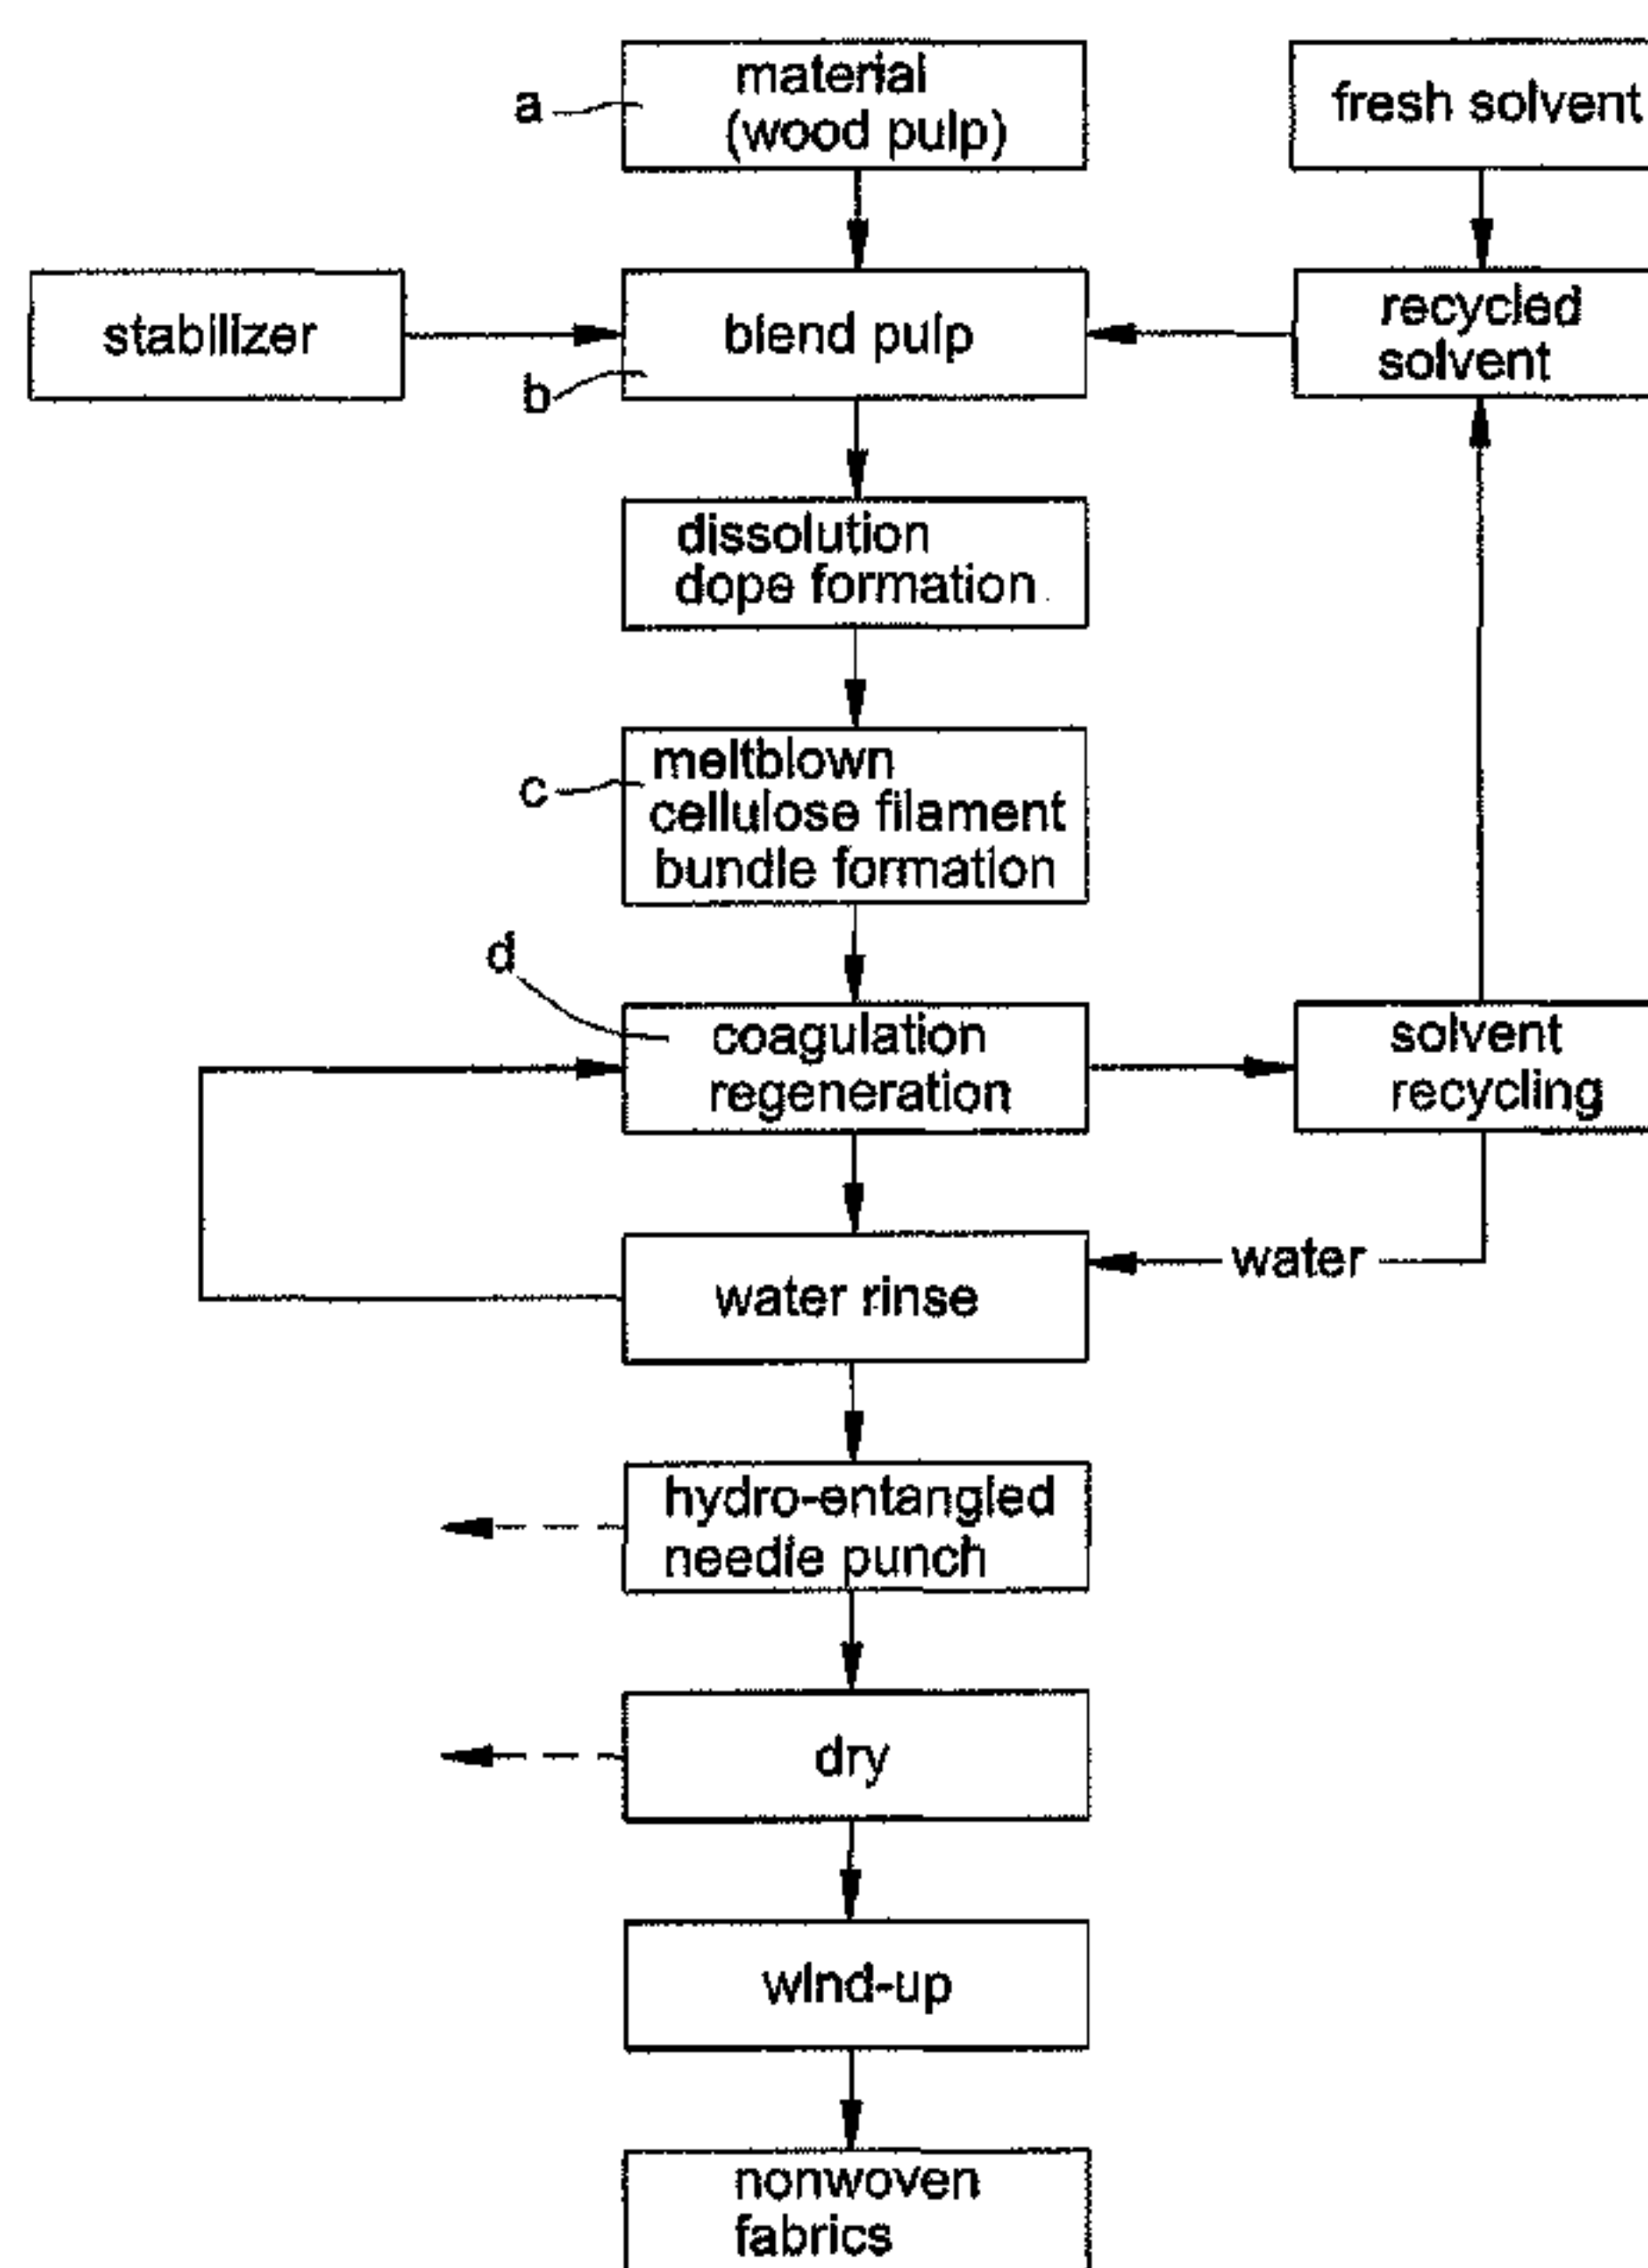 a
material
(wood pulp)
fresh solvent
stabilizer
blend pulp
recycled
solvent
b
dissolution
dope formation
c
meltblown
cellulose filament
bundle formation
d
coagulation
regeneration
solvent
recycling
water
water rinse
hydro-entangled
needle punch
dry
wind-up
nonwoven
fabrics